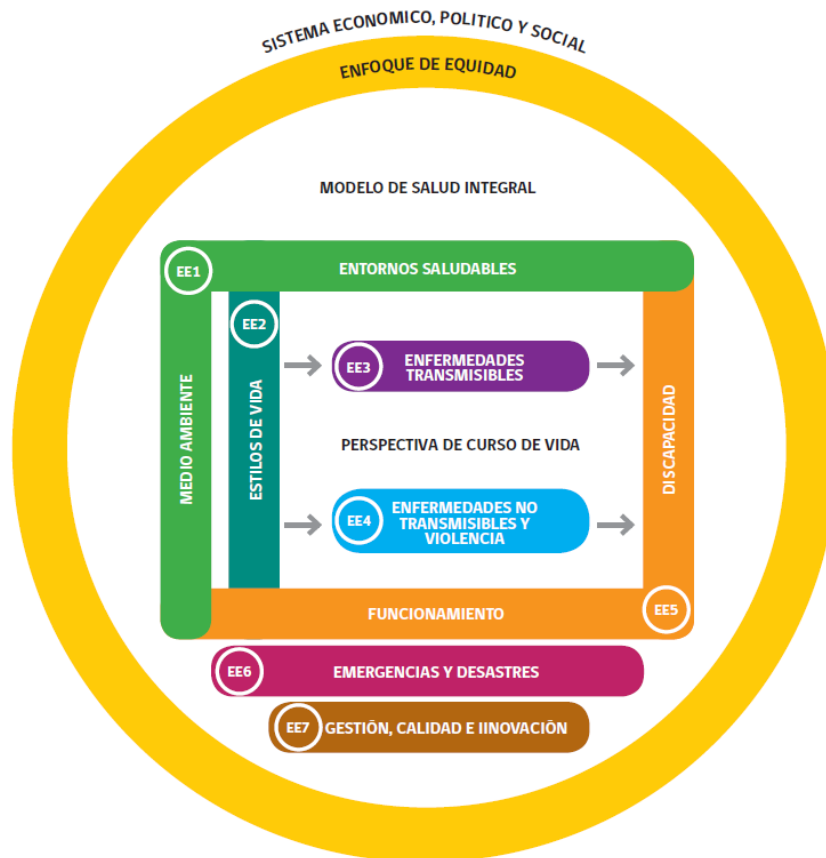 SISTEMA ECONOMICO, POLITICO Y SOCIAL
ENFOQUE DE EQUIDAD
MODELO DE SALUD INTEGRAL
EE1
ENTORNOS SALUDABLES
MEDIO AMBIENTE
EE2
ESTILOS DE VIDA
EE3
ENFERMEDADES
TRANSMISIBLES
PERSPECTIVA DE CURSO DE VIDA
EE4
ENFERMEDADES NO
TRANSMISIBLES Y
VIOLENCIA
DISCAPACIDAD
FUNCIONAMIENTO
EE5
EE6
EMERGENCIAS Y DESASTRES
EE7
GESTIÓN, CALIDAD E IINOVACIÓN